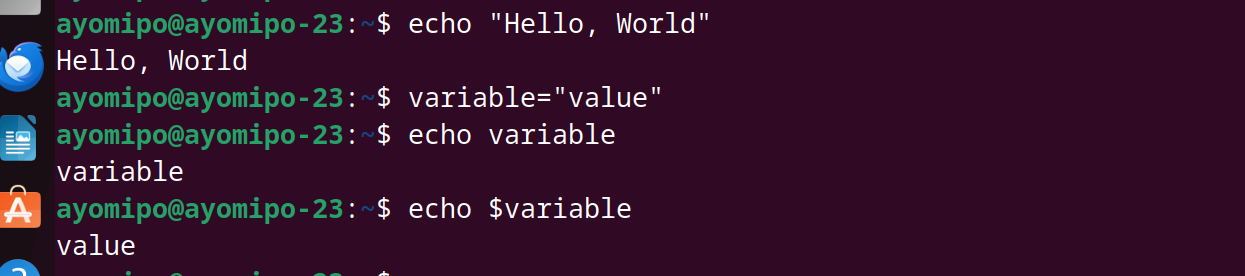 ayomipo@ayomipo-23:~$ echo "Hello, World"
Hello, World
ayomipo@ayomipo-23:~$ variable="value"
ayomipo@ayomipo-23:~$ echo variable
variable
ayomipo@ayomipo-23:~$ echo $variable
value